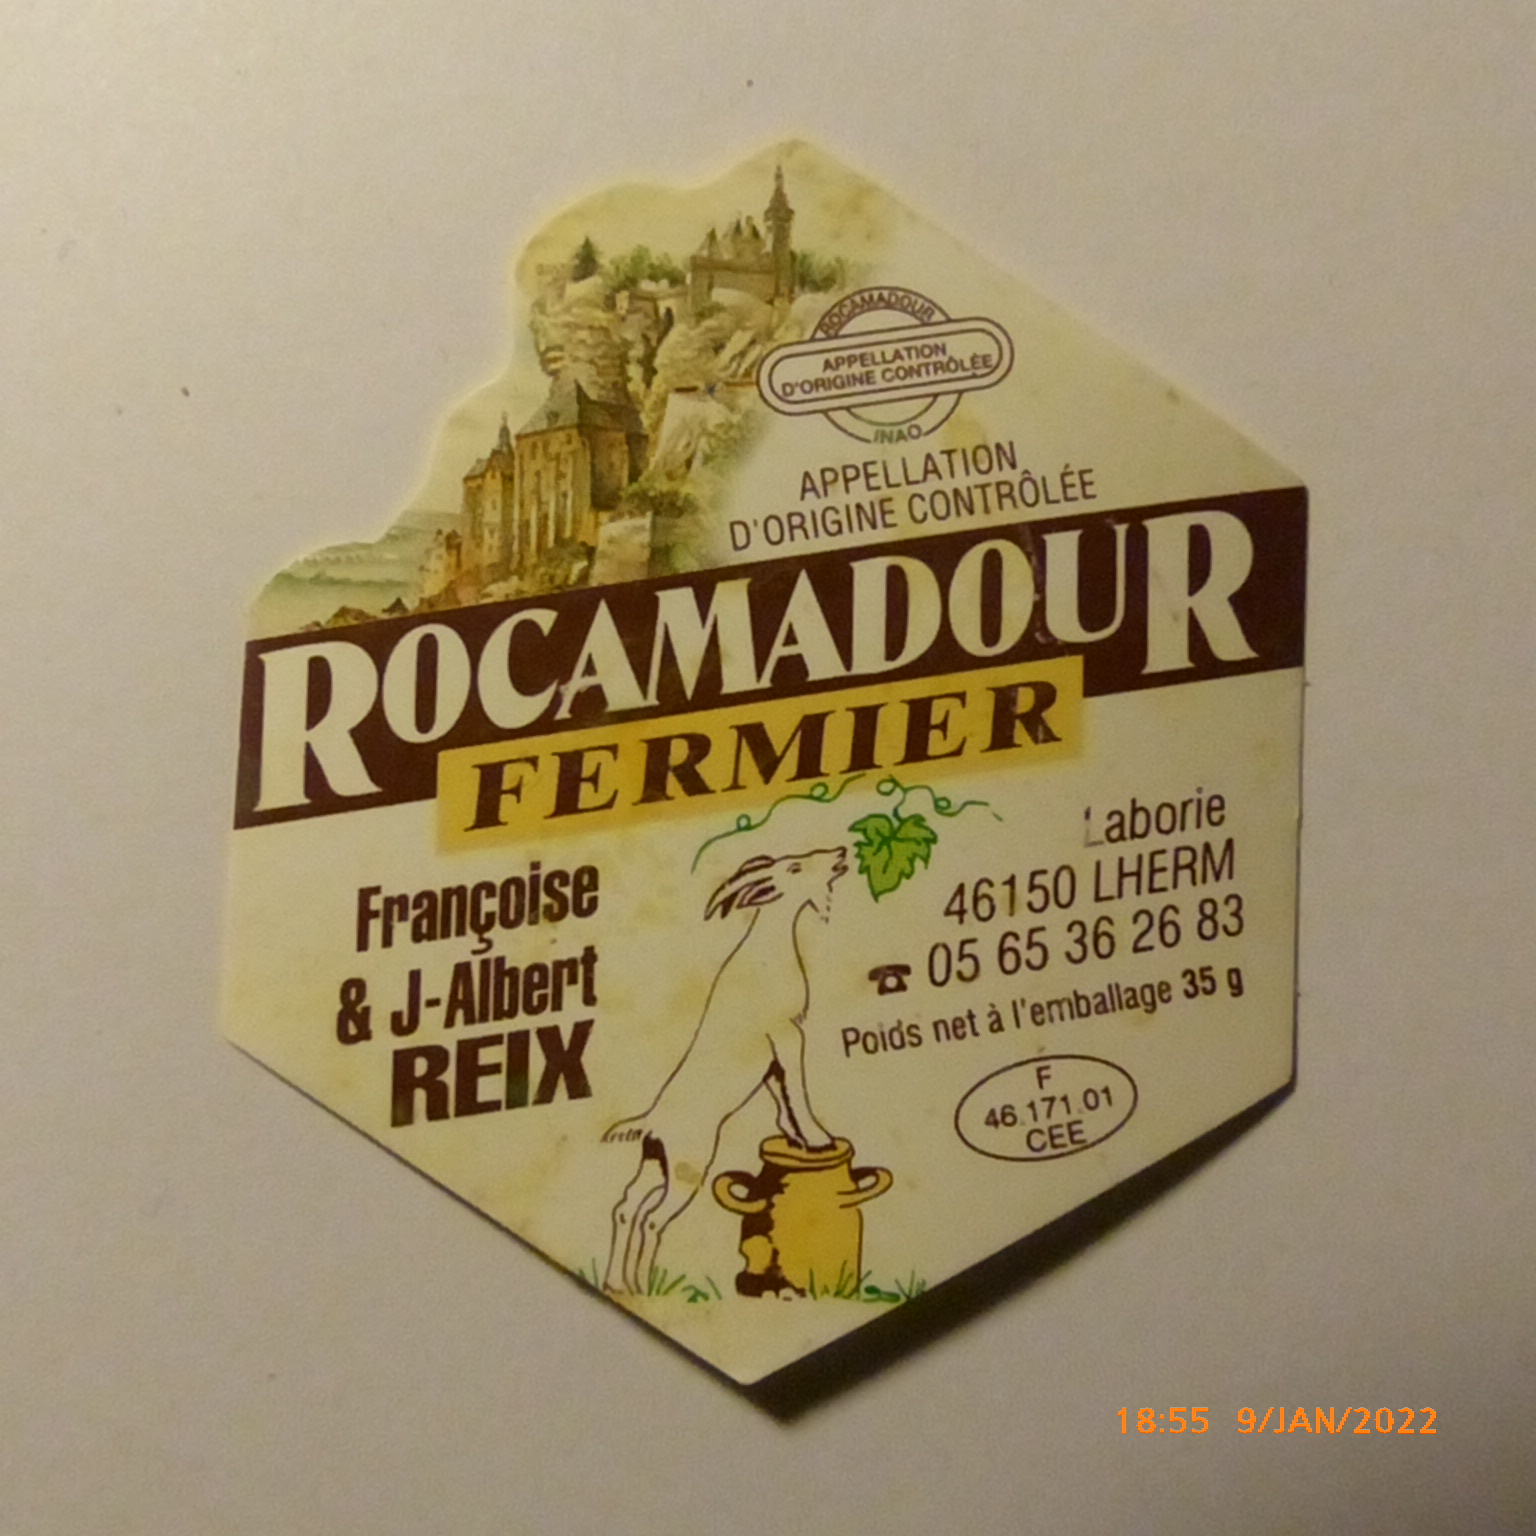 ROCAMADOUR
APPELLATION
D'ORIGINE CONTRÔLÉE
INAO
APPELLATION
D'ORIGINE CONTRÔLÉE
ROCAMADOUR
FERMIER
Françoise
& J-Albert
REIX
Laborie
46150 LHERM
☎ 05 65 36 26 83
Poids net à l'emballage 35 g
F
46.171.01
CEE
18:55 9/JAN/2022